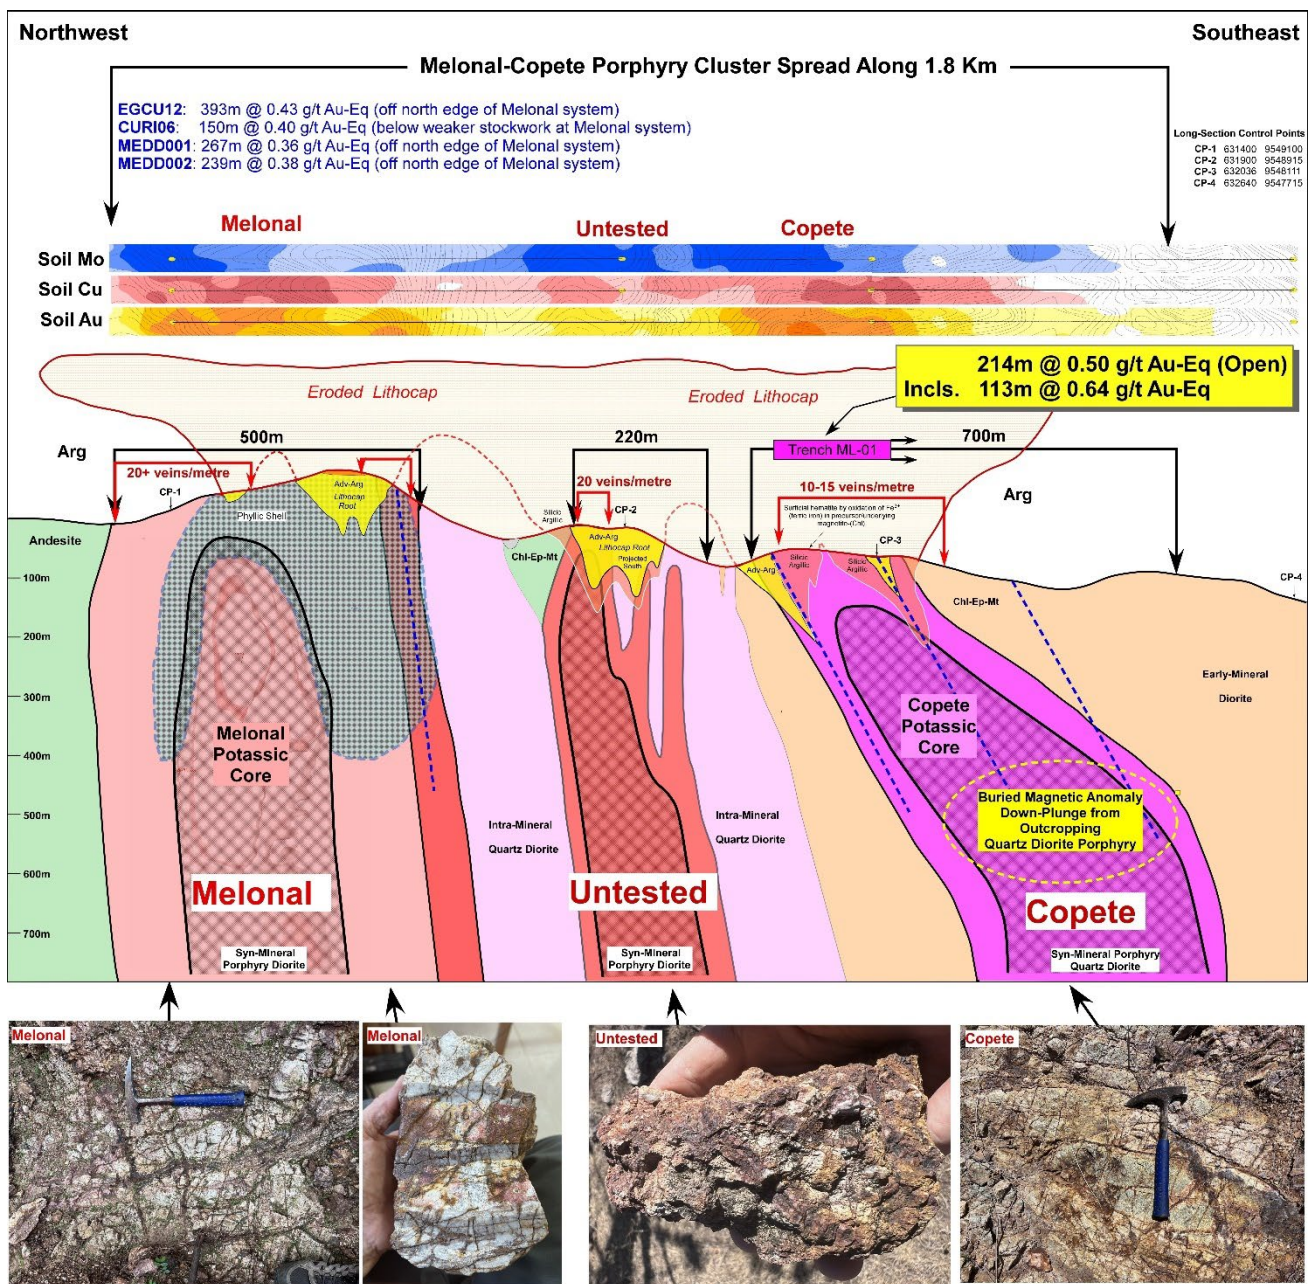 Northwest
Southeast
Melonal-Copete Porphyry Cluster Spread Along 1.8 Km
EGCU12: 393m @ 0.43 g/t Au-Eq (off north edge of Melonal system)
CURI06: 150m @ 0.40 g/t Au-Eq (below weaker stockwork at Melonal system)
MEDD001: 267m @ 0.36 g/t Au-Eq (off north edge of Melonal system)
MEDD002: 239m @ 0.38 g/t Au-Eq (off north edge of Melonal system)
Long-Section Control Points
CP-1 631400 9549100
CP-2 631900 9548915
CP-3 632036 9548111
CP-4 632640 9547715
Melonal
Untested
Copete
Soil Mo
Soil Cu
Soil Au
214m @ 0.50 g/t Au-Eq (Open)
Incls. 113m @ 0.64 g/t Au-Eq
Eroded Lithocap
Eroded Lithocap
Arg
500m
220m
Trench ML-01
700m
20+ veins/metre
20 veins/metre
10-15 veins/metre
Arg
CP-1
Adv-Arg
Lithocap
Root
Phyllic Shell
Silicic
Argillic
CP-2
Adv-Arg
Lithocap Root
Projected
South
Surficial hematite by oxidation of Fe²⁺
CP-3
Adv-Arg
Silicic
Argillic
Silicic
Argillic
Andesite
Chl-Ep-Mt
Chl-Ep-Mt
CP-4
100m
200m
300m
400m
500m
600m
700m
Early-Mineral
Diorite
Melonal
Potassic
Core
Copete
Potassic
Core
Buried Magnetic Anomaly
Down-Plunge from
Outcropping
Quartz Diorite Porphyry
Intra-Mineral
Quartz Diorite
Intra-Mineral
Quartz Diorite
Melonal
Untested
Copete
Syn-Mineral
Porphyry Diorite
Syn-Mineral
Porphyry Diorite
Syn-Mineral Porphyry
Quartz Diorite
Melonal
Melonal
Untested
Copete